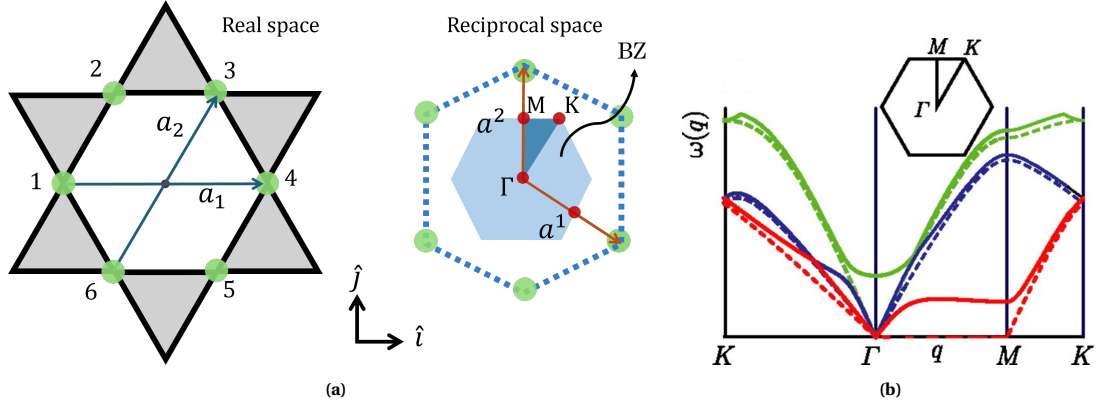 Real space
2
3
a₂
1
4
a₁
6
5
ĵ
î
Reciprocal space
BZ
M
K
a²
Γ
a¹
(a)
ω(q)
M
K
Γ
K
Γ
q
M
K
(b)